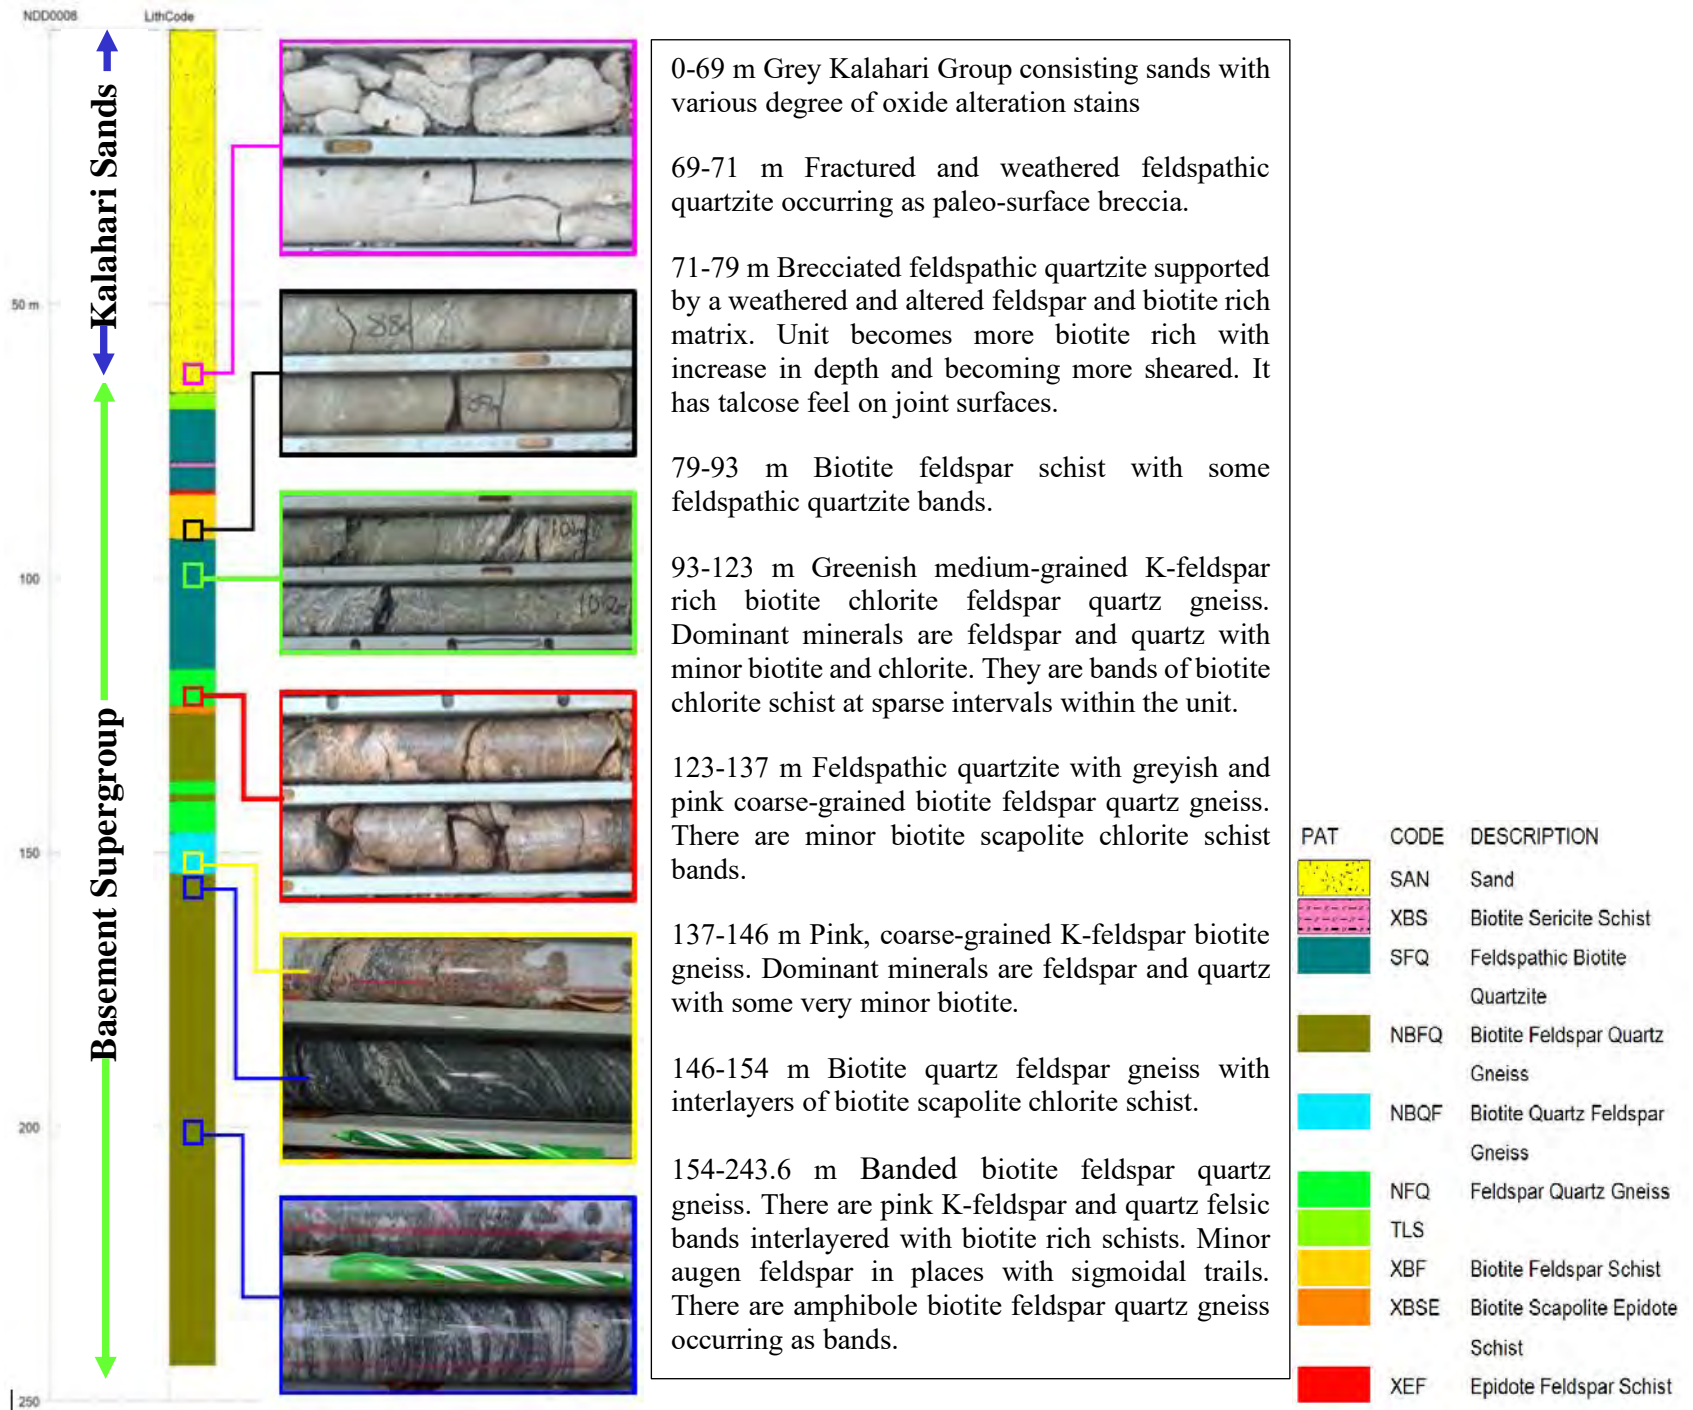 NDD0008 LithCode
Kalahari Sands
Basement Supergroup
50 m
100
150
200
250
0-69 m Grey Kalahari Group consisting sands with
various degree of oxide alteration stains
69-71 m Fractured and weathered feldspathic
quartzite occurring as paleo-surface breccia.
71-79 m Brecciated feldspathic quartzite supported
by a weathered and altered feldspar and biotite rich
matrix. Unit becomes more biotite rich with
increase in depth and becoming more sheared. It
has talcose feel on joint surfaces.
79-93 m Biotite feldspar schist with some
feldspathic quartzite bands.
93-123 m Greenish medium-grained K-feldspar
rich biotite chlorite feldspar quartz gneiss.
Dominant minerals are feldspar and quartz with
minor biotite and chlorite. They are bands of biotite
chlorite schist at sparse intervals within the unit.
123-137 m Feldspathic quartzite with greyish and
pink coarse-grained biotite feldspar quartz gneiss.
There are minor biotite scapolite chlorite schist
bands.
137-146 m Pink, coarse-grained K-feldspar biotite
gneiss. Dominant minerals are feldspar and quartz
with some very minor biotite.
146-154 m Biotite quartz feldspar gneiss with
interlayers of biotite scapolite chlorite schist.
154-243.6 m Banded biotite feldspar quartz
gneiss. There are pink K-feldspar and quartz felsic
bands interlayered with biotite rich schists. Minor
augen feldspar in places with sigmoidal trails.
There are amphibole biotite feldspar quartz gneiss
occurring as bands.
PAT CODE DESCRIPTION
SAN Sand
XBS Biotite Sericite Schist
SFQ Feldspathic Biotite
Quartzite
NBFQ Biotite Feldspar Quartz
Gneiss
NBQF Biotite Quartz Feldspar
Gneiss
NFQ Feldspar Quartz Gneiss
TLS
XBF Biotite Feldspar Schist
XBSE Biotite Scapolite Epidote
Schist
XEF Epidote Feldspar Schist